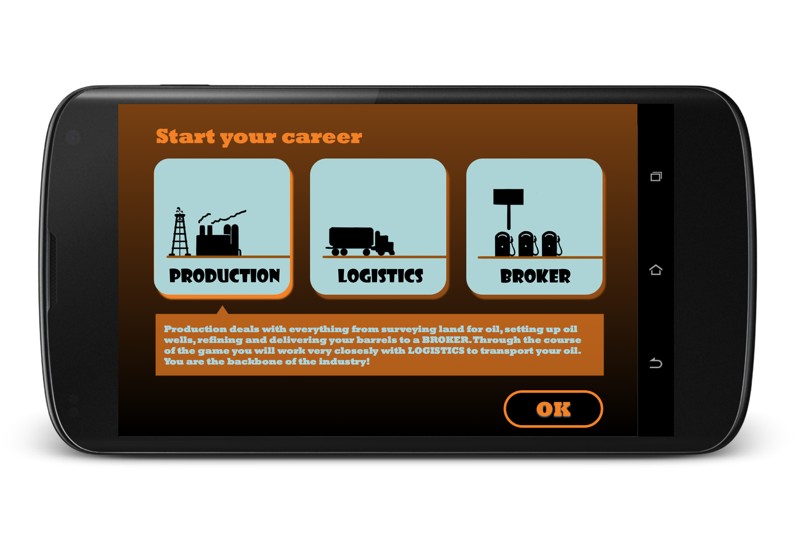 Start your career
PRODUCTION
LOGISTICS
BROKER
Production deals with everything from surveying land for oil, setting up oil
wells, refining and delivering your barrels to a BROKER. Through the course
of the game you will work very closesly with LOGISTICS to transport your oil.
You are the backbone of the industry!
OK